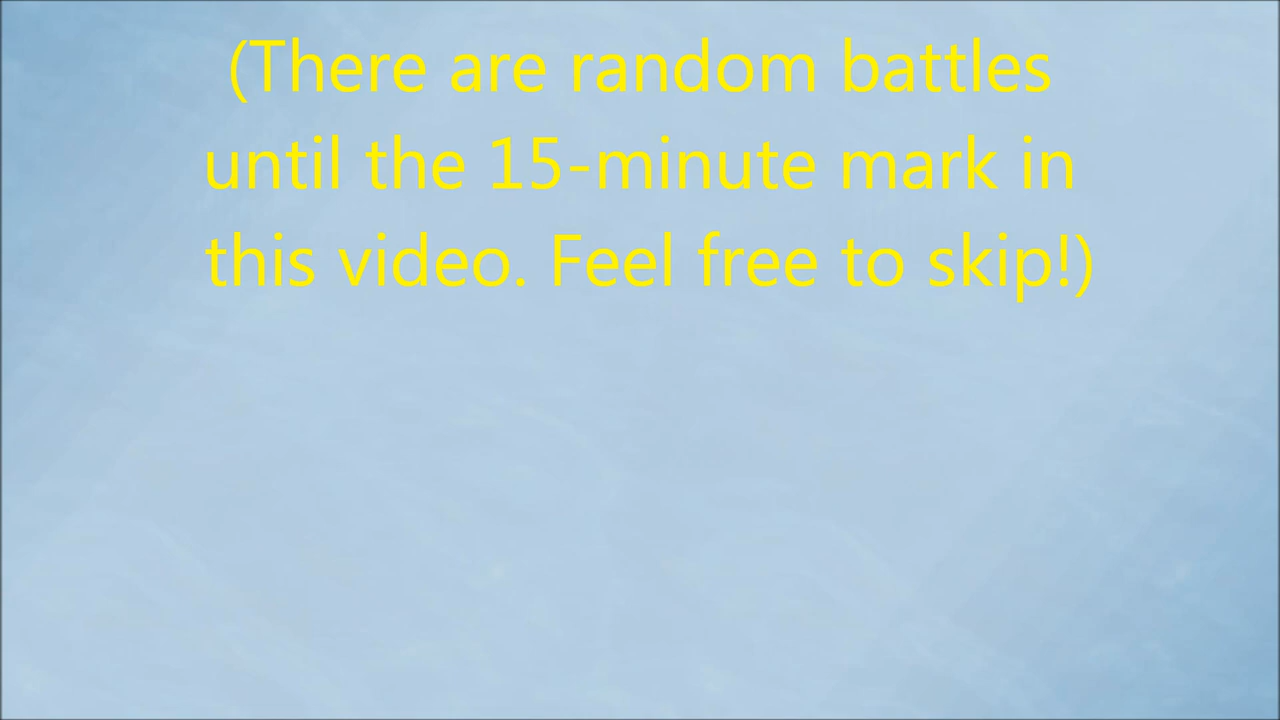 (There are random battles
until the 15-minute mark in
this video. Feel free to skip!)